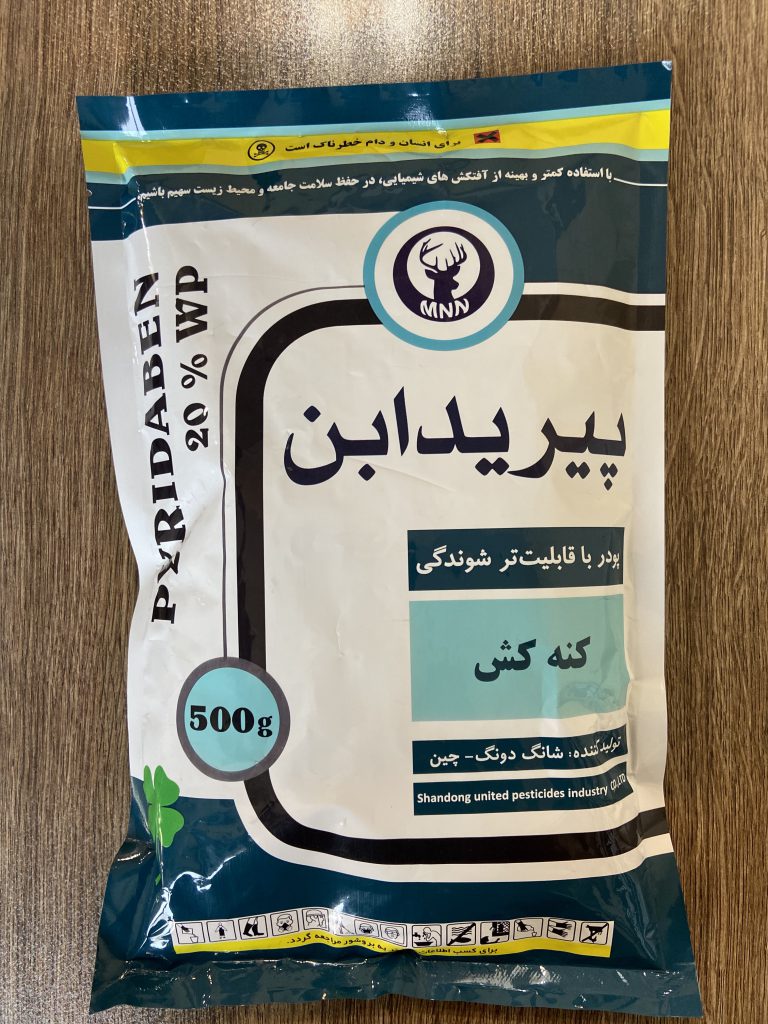 برای انسان و دام خطرناک است
با استفاده کمتر و بهینه از آفتکش های شیمیایی، در حفظ سلامت جامعه و محیط زیست سهیم باشیم
MNN
PYRIDABEN
20 % WP
پیریدابن
پودر با قابلیت‌تر شوندگی
کنه کش
500g
تولیدکننده: شانگ دونگ- چین
Shandong united pesticides industry CO.,LTD
برای کسب اطلاعات به بروشور مراجعه گردد.